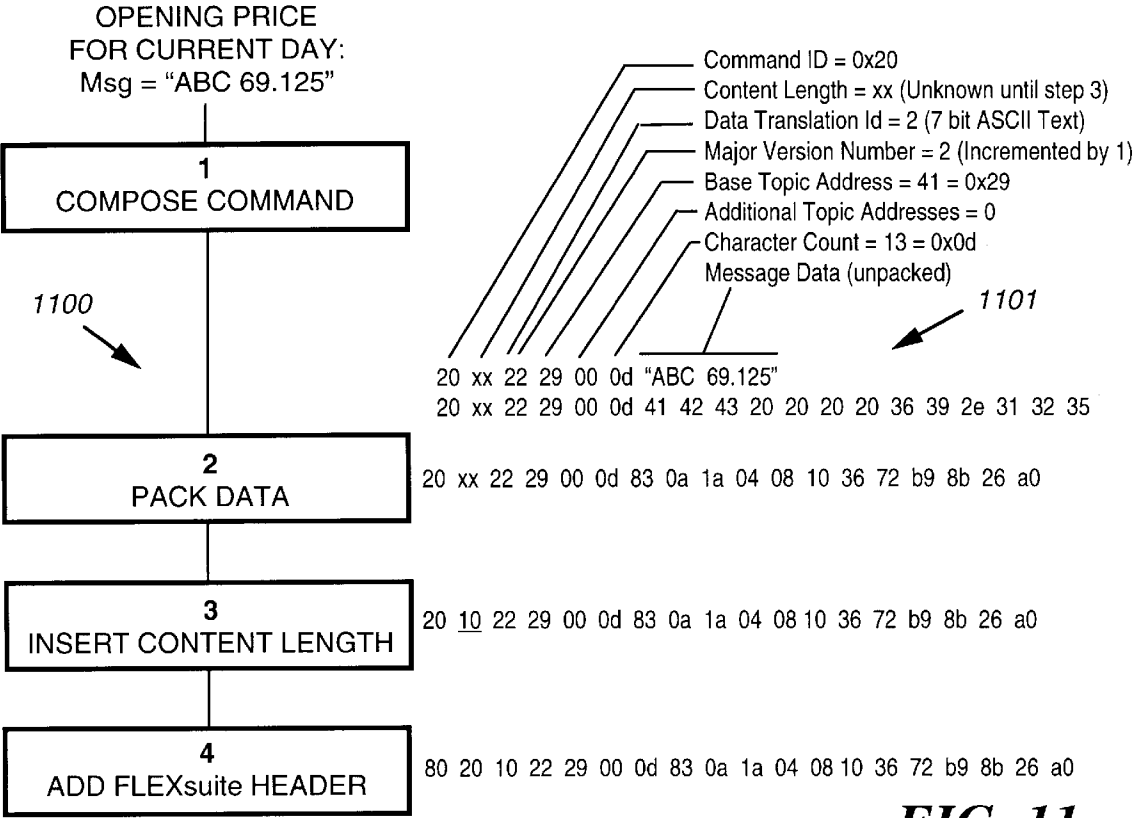 OPENING PRICE
FOR CURRENT DAY:
Msg = “ABC 69.125”
1
COMPOSE COMMAND
1100
Command ID = 0x20
Content Length = xx (Unknown until step 3)
Data Translation Id = 2 (7 bit ASCII Text)
Major Version Number = 2 (Incremented by 1)
Base Topic Address = 41 = 0x29
Additional Topic Addresses = 0
Character Count = 13 = 0x0d
Message Data (unpacked)
1101
20 xx 22 29 00 0d “ABC 69.125”
20 xx 22 29 00 0d 41 42 43 20 20 20 20 36 39 2e 31 32 35
2
PACK DATA
20 xx 22 29 00 0d 83 0a 1a 04 08 10 36 72 b9 8b 26 a0
3
INSERT CONTENT LENGTH
20 10 22 29 00 0d 83 0a 1a 04 08 10 36 72 b9 8b 26 a0
4
ADD FLEXsuite HEADER
80 20 10 22 29 00 0d 83 0a 1a 04 08 10 36 72 b9 8b 26 a0
FIG. 11